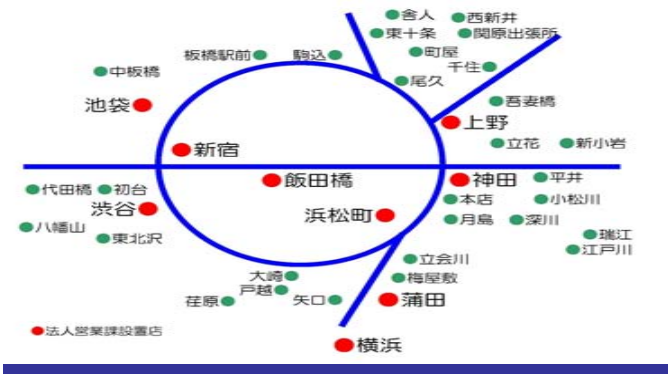 舎人
西新井
東十条
関原出張所
板橋駅前
駒込
町屋
千住
中板橋
尾久
池袋
吾妻橋
上野
新宿
立花
新小岩
飯田橋
神田
平井
代田橋
初台
渋谷
浜松町
本店
小松川
八幡山
東北沢
月島
深川
瑞江
江戸川
立会川
大崎
梅屋敷
戸越
荏原
矢口
蒲田
法人営業課設置店
横浜